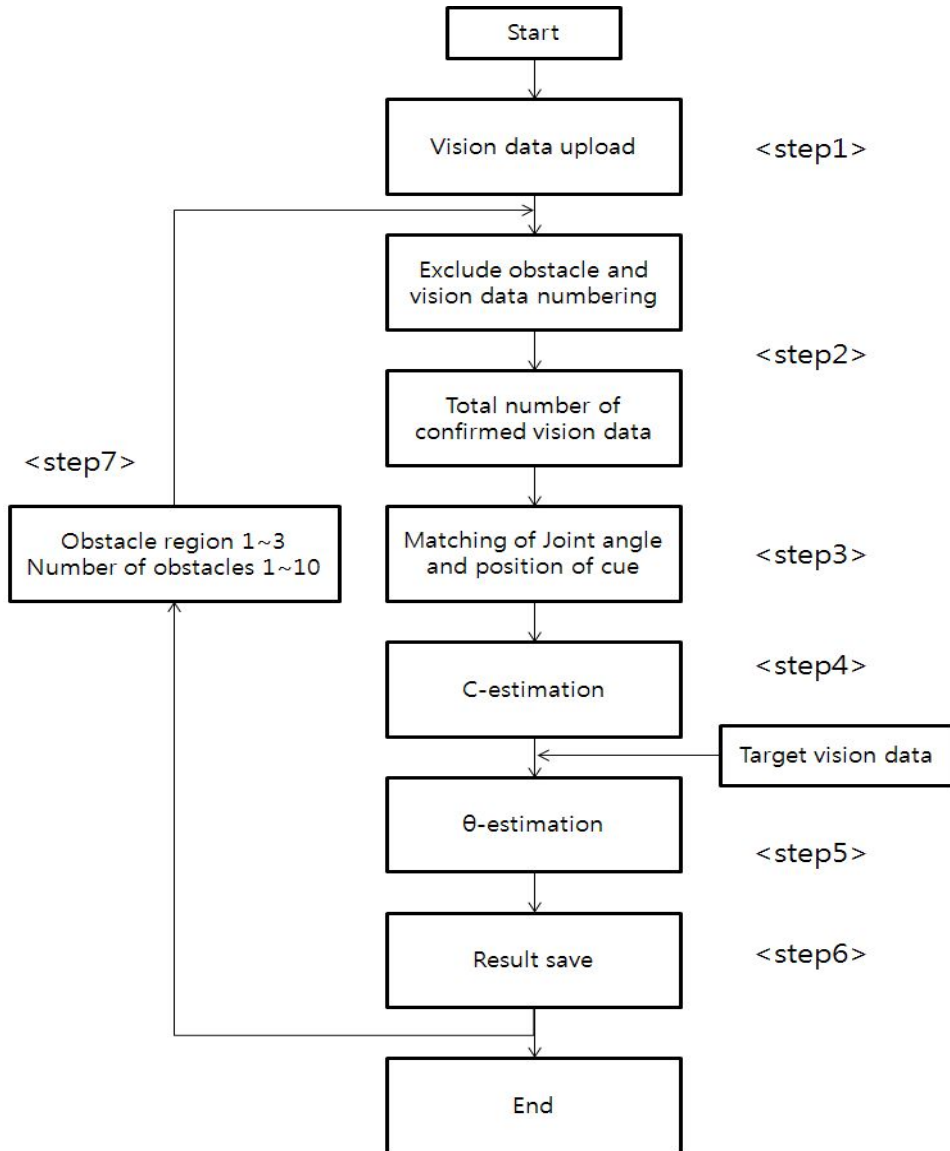 Start
Vision data upload
<step1>
Exclude obstacle and
vision data numbering
<step2>
Total number of
confirmed vision data
<step7>
Obstacle region 1~3
Number of obstacles 1~10
Matching of Joint angle
and position of cue
<step3>
<step4>
C-estimation
Target vision data
θ-estimation
<step5>
Result save
<step6>
End